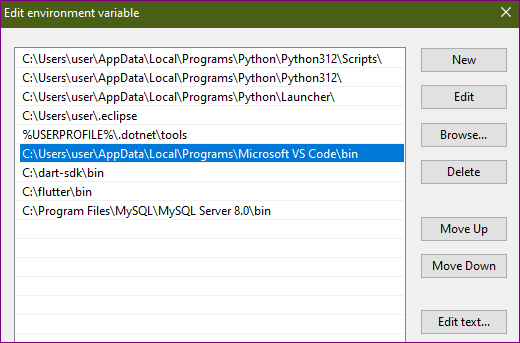 Edit environment variable
C:\Users\user\AppData\Local\Programs\Python\Python312\Scripts\
C:\Users\user\AppData\Local\Programs\Python\Python312\
C:\Users\user\AppData\Local\Programs\Python\Launcher\
C:\Users\user\.eclipse
%USERPROFILE%\.dotnet\tools
C:\Users\user\AppData\Local\Programs\Microsoft VS Code\bin
C:\dart-sdk\bin
C:\flutter\bin
C:\Program Files\MySQL\MySQL Server 8.0\bin
New
Edit
Browse...
Delete
Move Up
Move Down
Edit text...